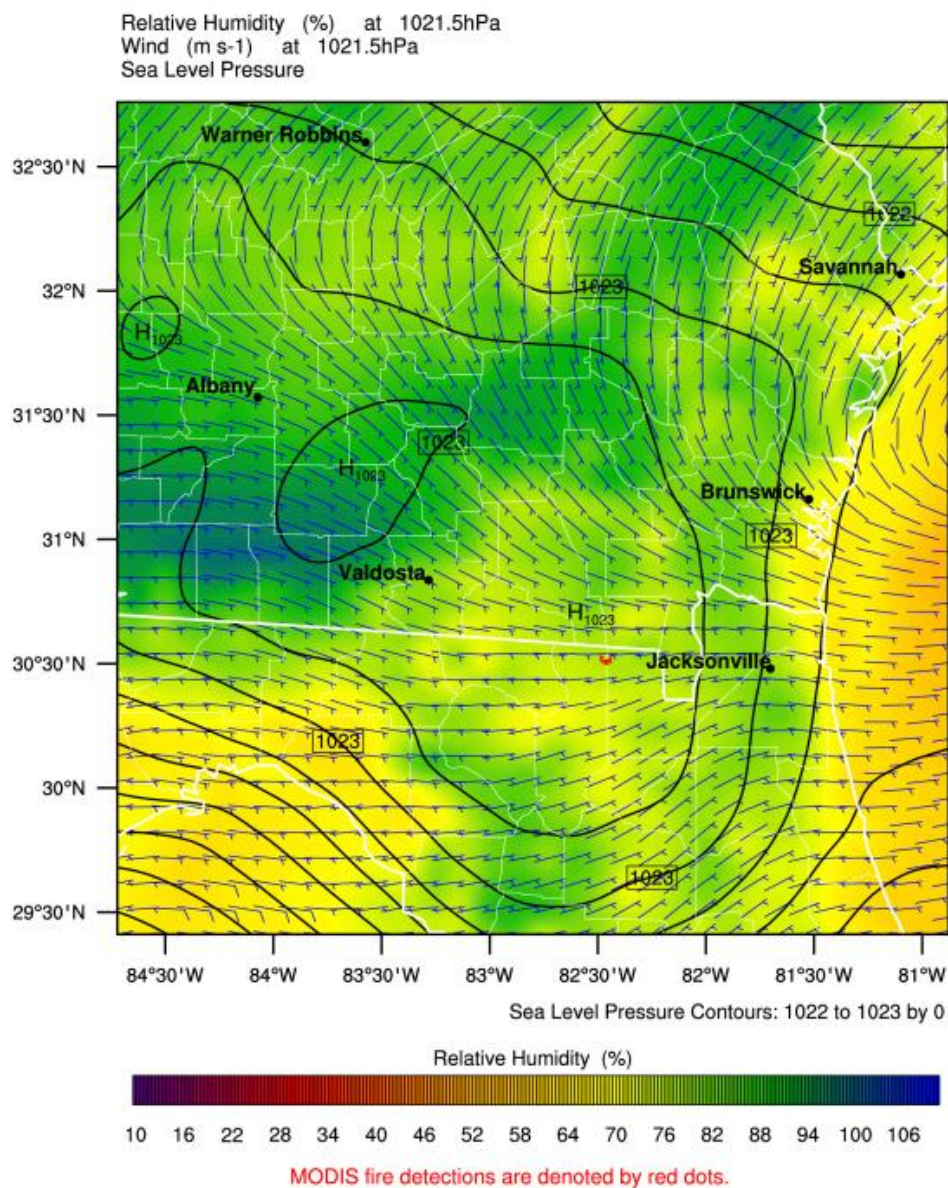 Relative Humidity (%) at 1021.5hPa
Wind (m s-1) at 1021.5hPa
Sea Level Pressure
Warner Robbins
32°30'N
1022
Savannah
32°N
1023
H1023
Albany
31°30'N
1023
H1023
Brunswick
31°N
1023
Valdosta
H1023
30°30'N
Jacksonville
1023
30°N
1023
29°30'N
84°30'W 84°W 83°30'W 83°W 82°30'W 82°W 81°30'W 81°W
Sea Level Pressure Contours: 1022 to 1023 by 0
Relative Humidity (%)
10 16 22 28 34 40 46 52 58 64 70 76 82 88 94 100 106
MODIS fire detections are denoted by red dots.